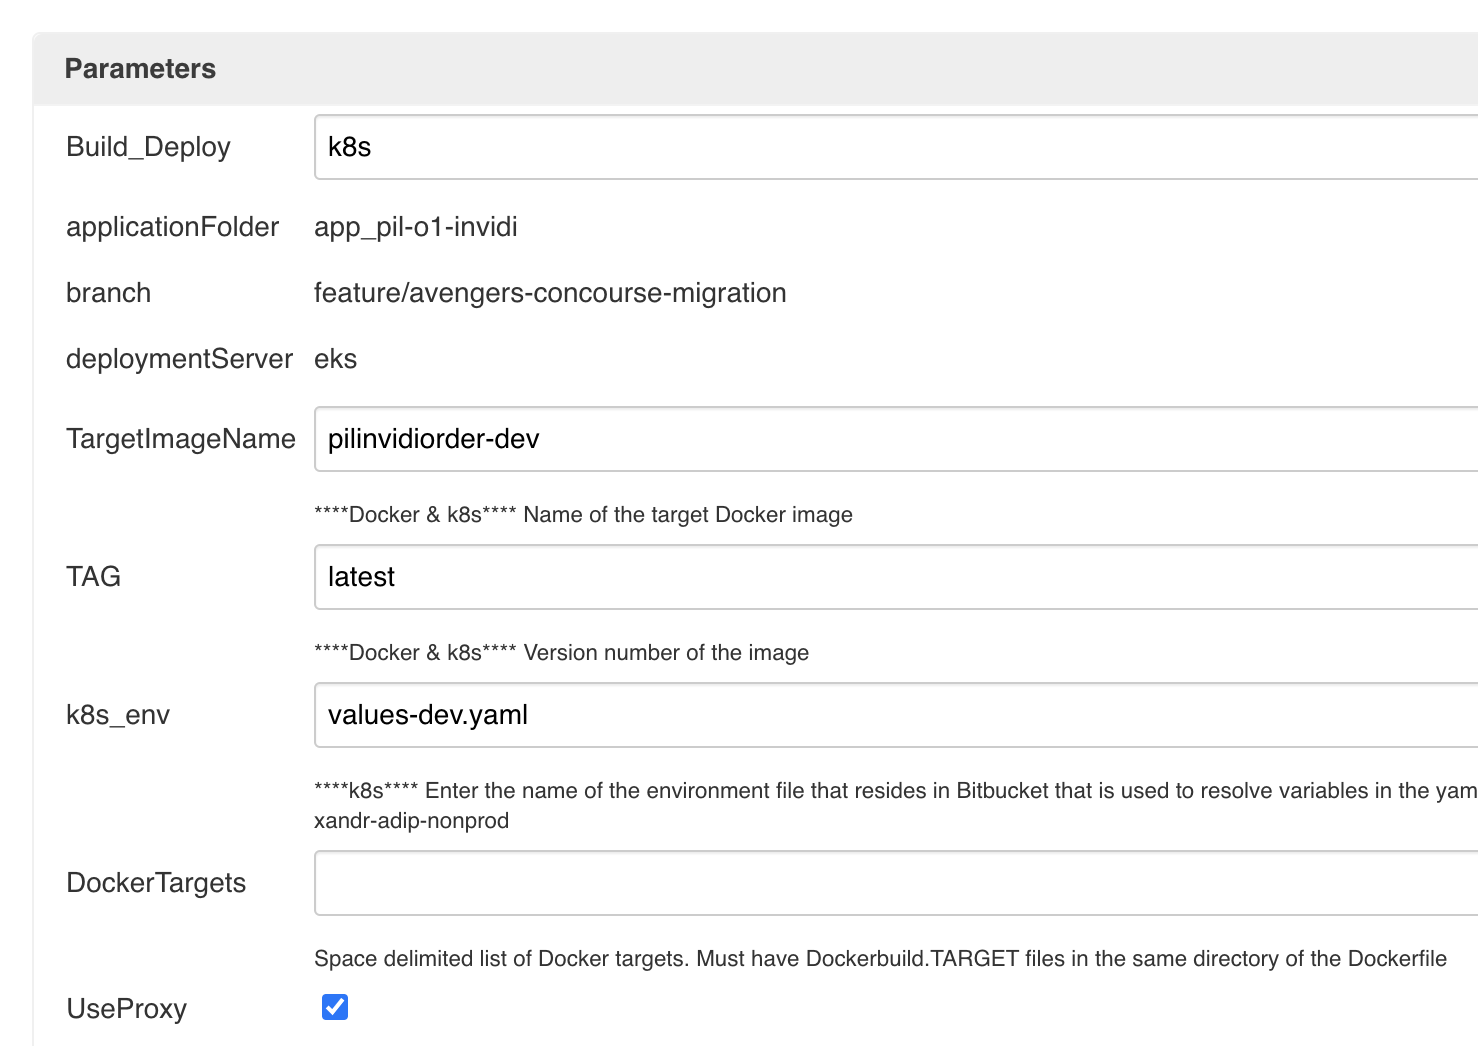 Parameters
Build_Deploy k8s
applicationFolder app_pil-o1-invidi
branch feature/avengers-concourse-migration
deploymentServer eks
TargetImageName pilinvidiorder-dev
****Docker & k8s**** Name of the target Docker image
TAG latest
****Docker & k8s**** Version number of the image
k8s_env values-dev.yaml
****k8s**** Enter the name of the environment file that resides in Bitbucket that is used to resolve variables in the yam
xandr-adip-nonprod
DockerTargets
Space delimited list of Docker targets. Must have Dockerbuild.TARGET files in the same directory of the Dockerfile
UseProxy